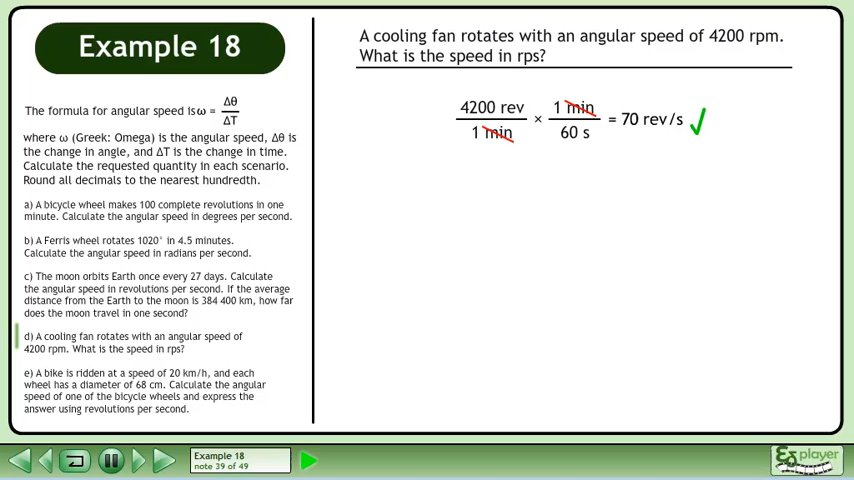 Example 18
The formula for angular speed is ω = Δθ / ΔT
where ω (Greek: Omega) is the angular speed, Δθ is
the change in angle, and ΔT is the change in time.
Calculate the requested quantity in each scenario.
Round all decimals to the nearest hundredth.
a) A bicycle wheel makes 100 complete revolutions in one
minute. Calculate the angular speed in degrees per second.
b) A Ferris wheel rotates 1020° in 4.5 minutes.
Calculate the angular speed in radians per second.
c) The moon orbits Earth once every 27 days. Calculate
the angular speed in revolutions per second. If the average
distance from the Earth to the moon is 384 400 km, how far
does the moon travel in one second?
d) A cooling fan rotates with an angular speed of
4200 rpm. What is the speed in rps?
e) A bike is ridden at a speed of 20 km/h, and each
wheel has a diameter of 68 cm. Calculate the angular
speed of one of the bicycle wheels and express the
answer using revolutions per second.
A cooling fan rotates with an angular speed of 4200 rpm.
What is the speed in rps?
4200 rev / 1 min × 1 min / 60 s = 70 rev/s ✓
Example 18
note 39 of 49
player